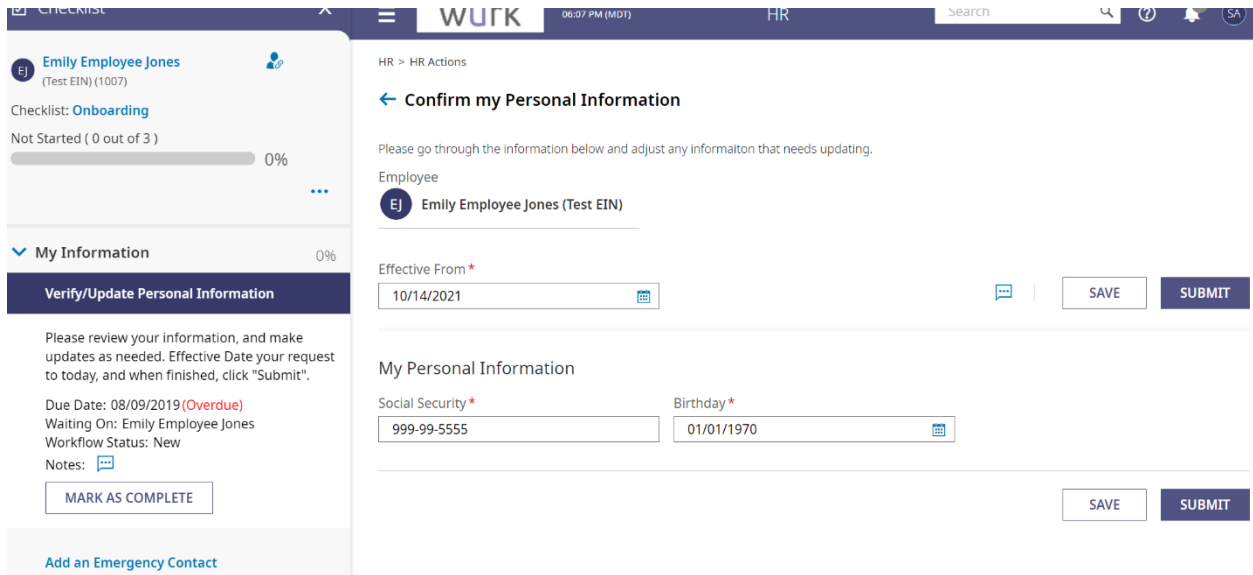 Checklist
EJ
Emily Employee Jones
(Test EIN) (1007)
Checklist: Onboarding
Not Started ( 0 out of 3 )
0%
My Information
0%
Verify/Update Personal Information
Please review your information, and make
updates as needed. Effective Date your request
to today, and when finished, click "Submit".
Due Date: 08/09/2019 (Overdue)
Waiting On: Emily Employee Jones
Workflow Status: New
Notes:
MARK AS COMPLETE
Add an Emergency Contact
wurk
06:07 PM (MDT)
HR
Search
SA
HR > HR Actions
Confirm my Personal Information
Please go through the information below and adjust any informaiton that needs updating.
Employee
EJ Emily Employee Jones (Test EIN)
Effective From *
10/14/2021
SAVE
SUBMIT
My Personal Information
Social Security * Birthday *
999-99-5555 01/01/1970
SAVE
SUBMIT